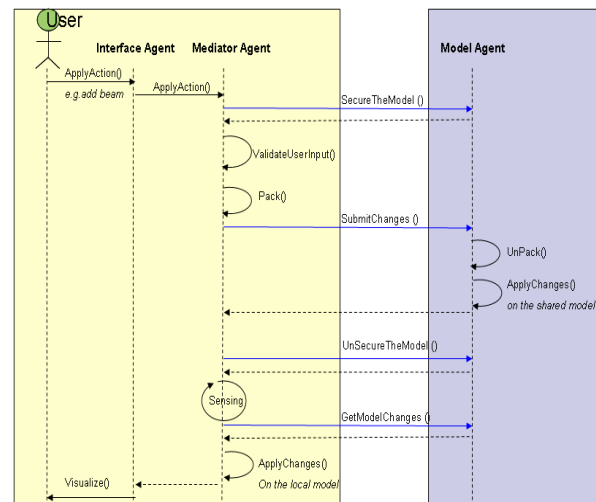 User
Interface Agent
Mediator Agent
Model Agent
ApplyAction()
e.g.add beam
ApplyAction()
SecureTheModel ()
ValidateUserInput()
Pack()
SubmitChanges ()
UnPack()
ApplyChanges()
on the shared model
UnSecureTheModel ()
Sensing
GetModelChanges ()
ApplyChanges()
On the local model
Visualize()